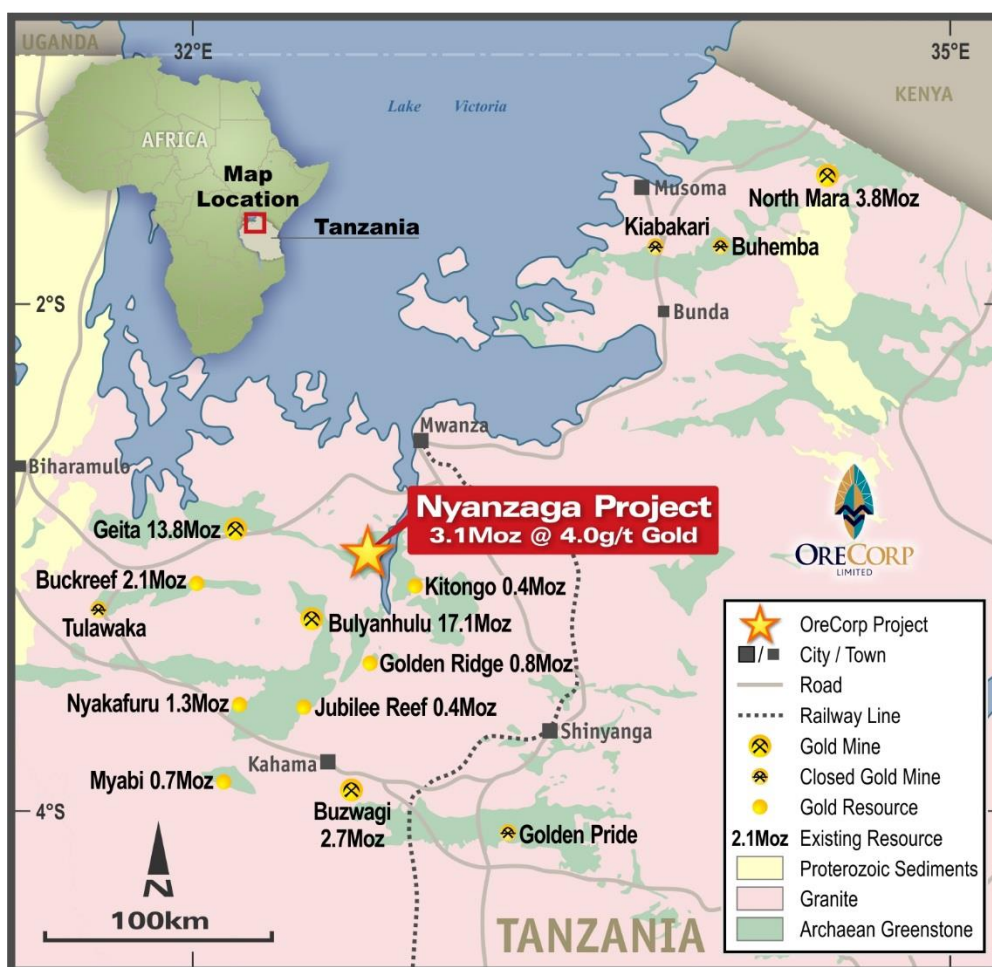 UGANDA
32°E
35°E
KENYA
Lake Victoria
AFRICA
Map
Location
Tanzania
Musoma
North Mara 3.8Moz
Kiabakari
Buhemba
2°S
Bunda
Mwanza
Biharamulo
Nyanzaga Project
3.1Moz @ 4.0g/t Gold
Geita 13.8Moz
ORECORP
LIMITED
Buckreef 2.1Moz
Kitongo 0.4Moz
Tulawaka
Bulyanhulu 17.1Moz
Golden Ridge 0.8Moz
Nyakafuru 1.3Moz
Jubilee Reef 0.4Moz
Shinyanga
Kahama
Myabi 0.7Moz
Buzwagi
2.7Moz
4°S
Golden Pride
N
100km
TANZANIA
OreCorp Project
/ City / Town
Road
Railway Line
Gold Mine
Closed Gold Mine
Gold Resource
2.1Moz Existing Resource
Proterozoic Sediments
Granite
Archaean Greenstone